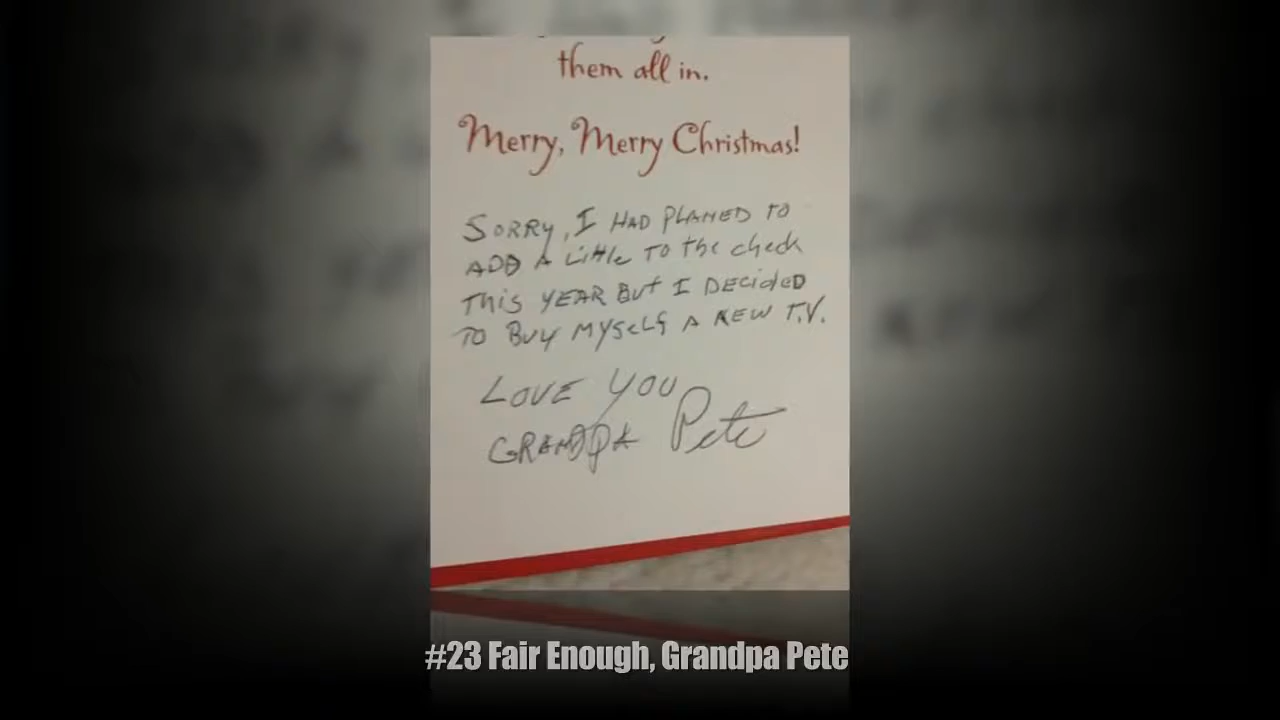 them all in.
Merry, Merry Christmas!
SORRY, I HAD PLANED TO
ADD A LittLe TO the check
This YEAR But I DEcideD
TO BUY MYSeLF A NEW T.V.
LOVE YOU
GRANDPA Pete
#23 Fair Enough, Grandpa Pete